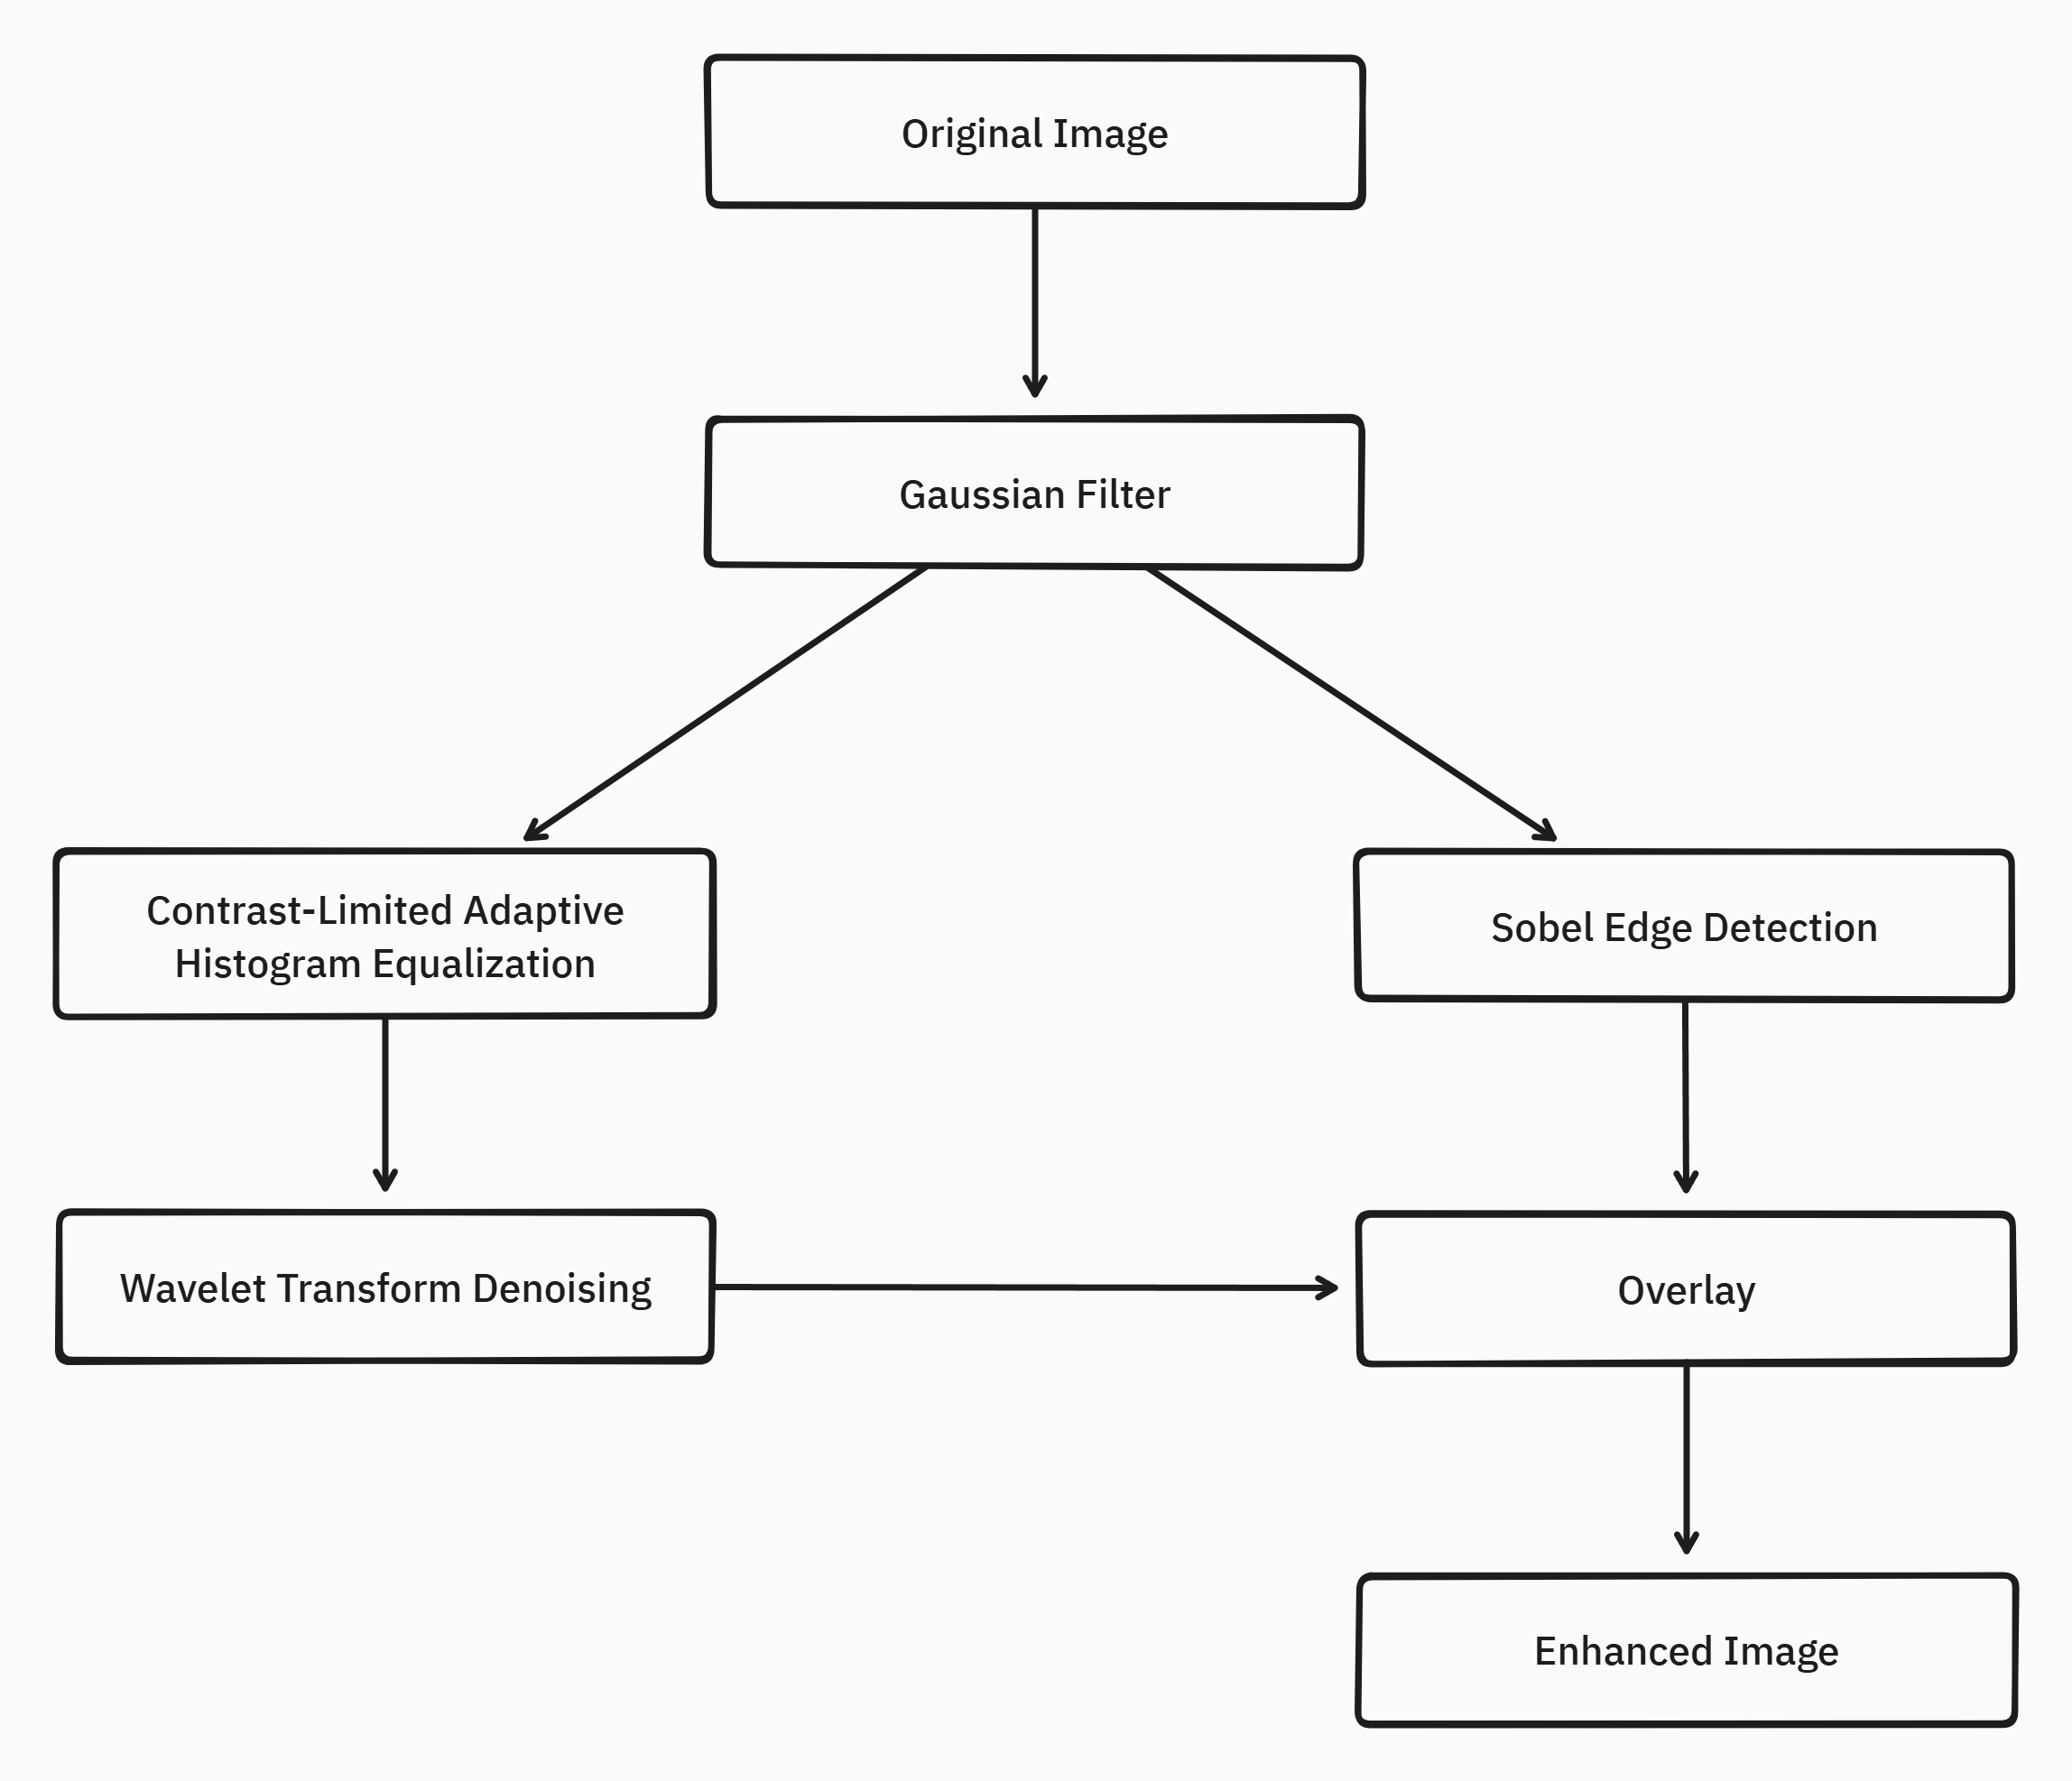 Original Image
Gaussian Filter
Contrast-Limited Adaptive
Histogram Equalization
Sobel Edge Detection
Wavelet Transform Denoising
Overlay
Enhanced Image